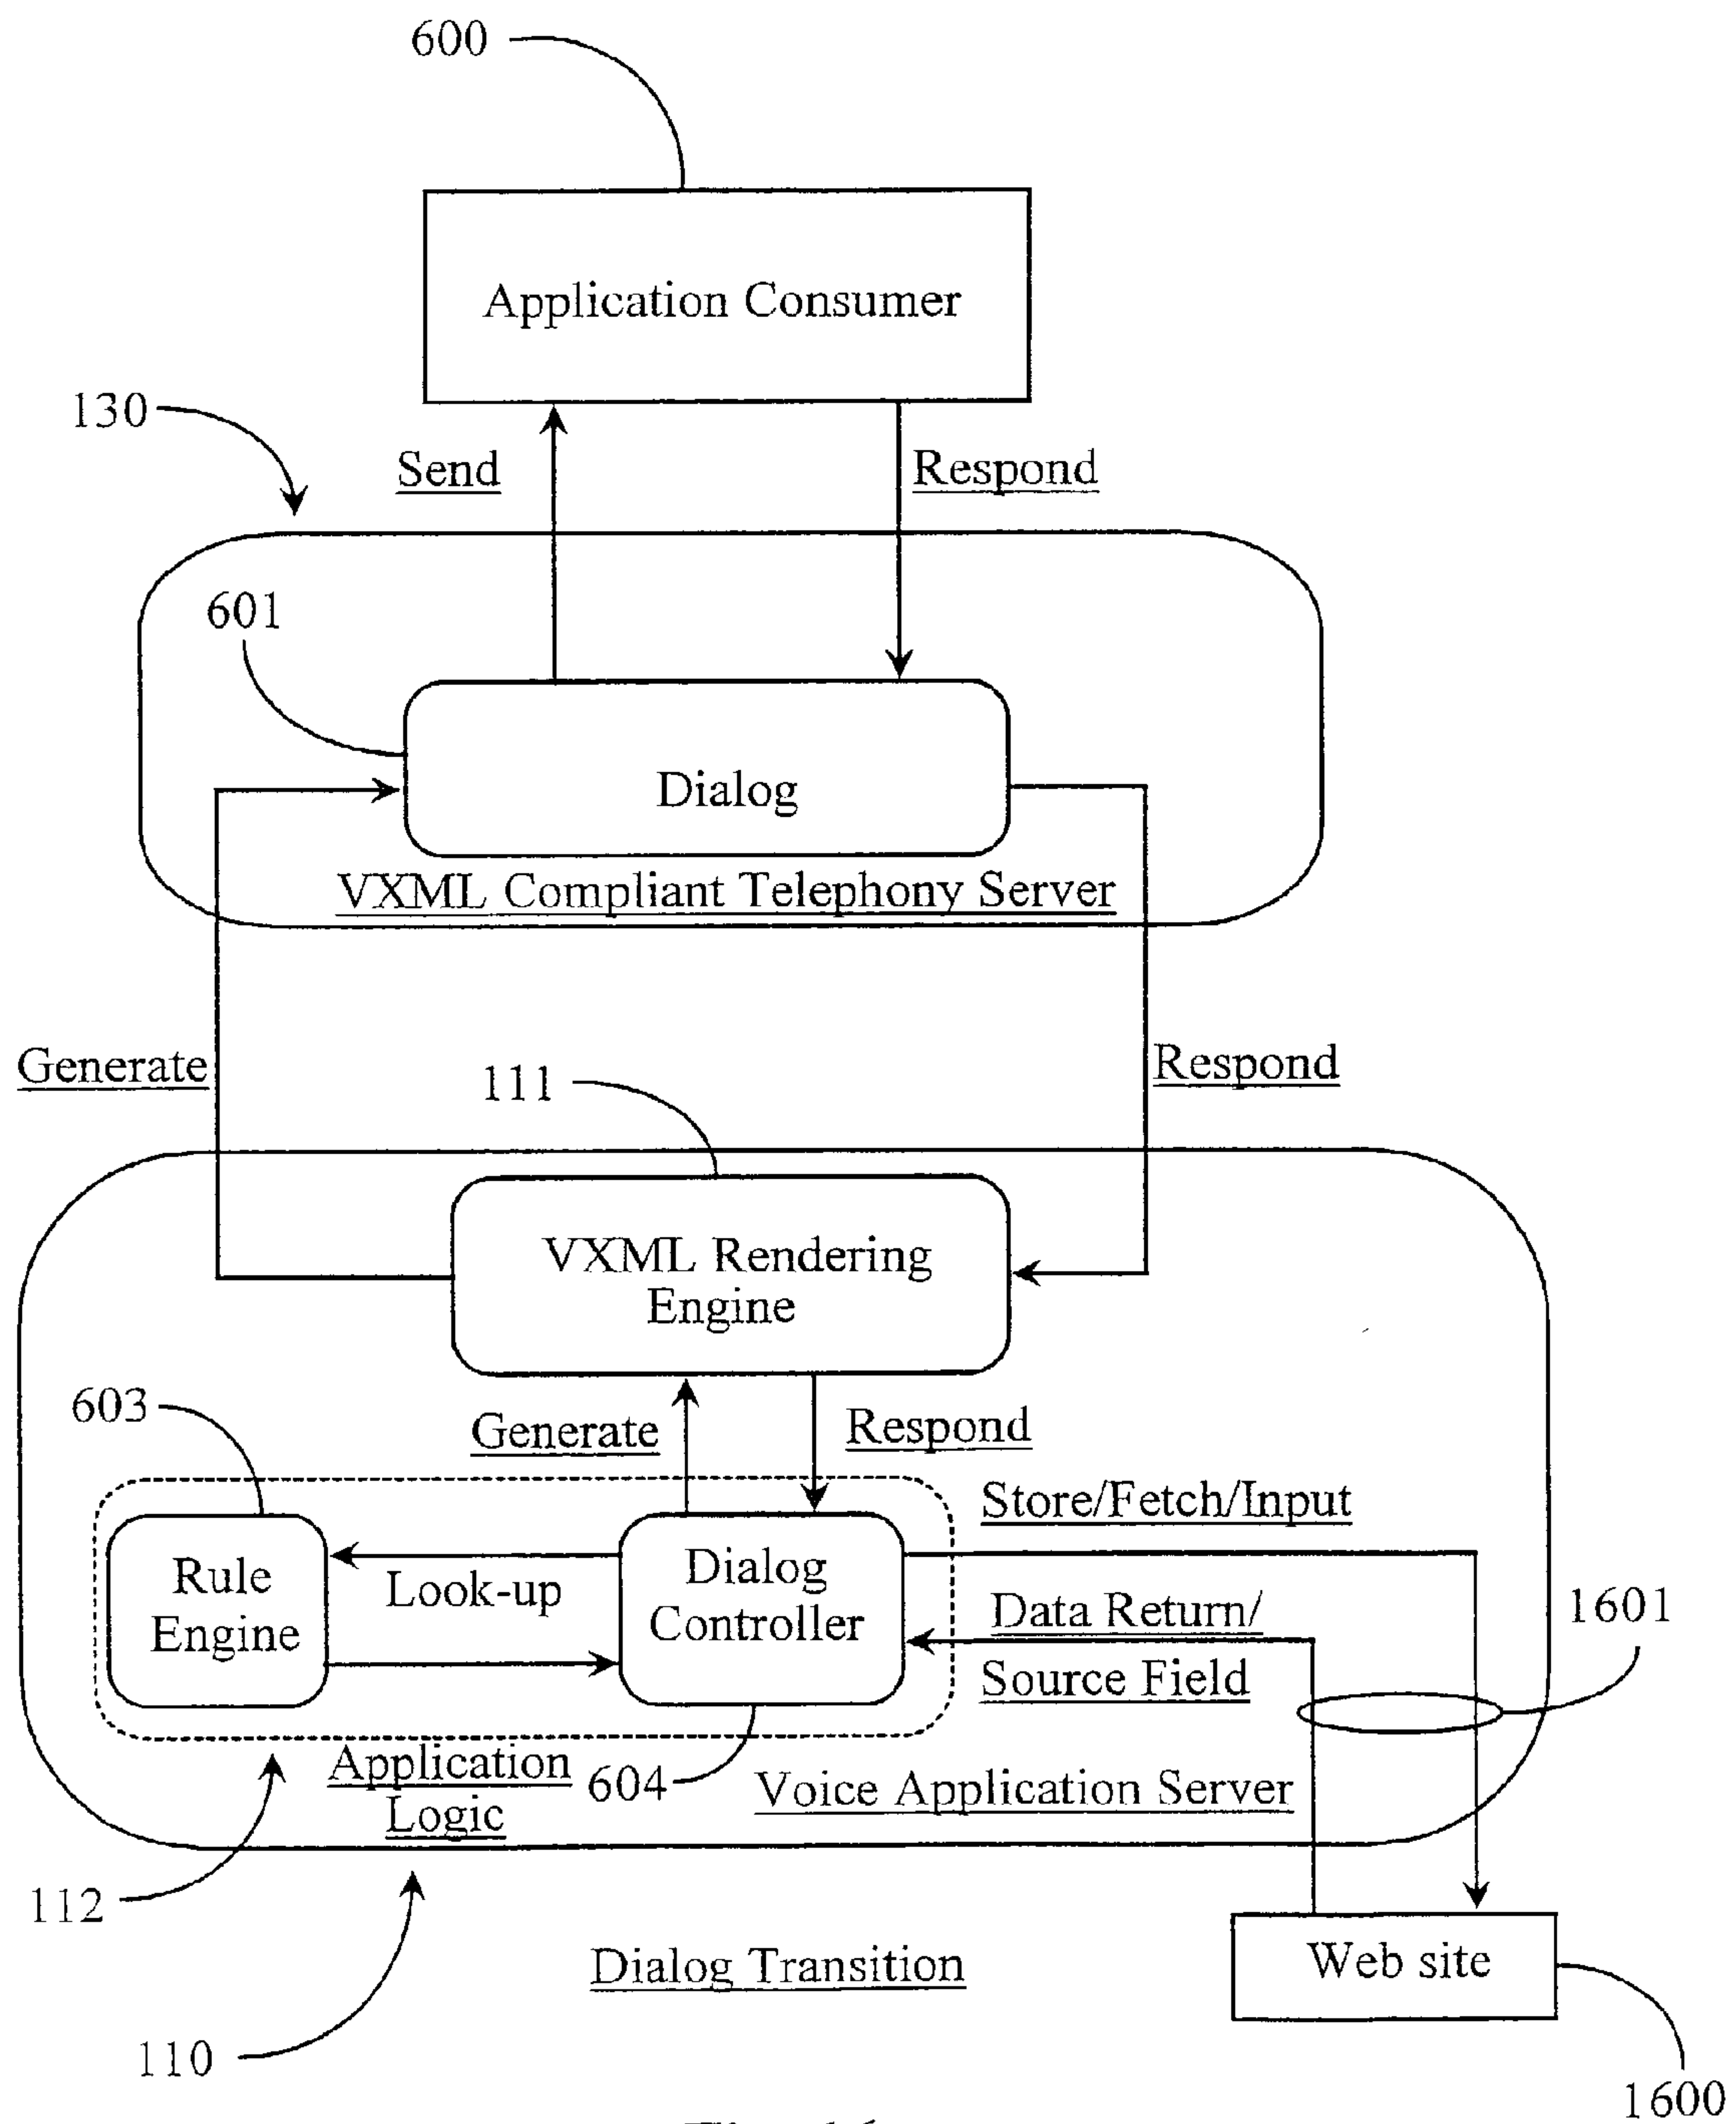 600
Application Consumer
130
Send
Respond
601
Dialog
VXML Compliant Telephony Server
Generate
Respond
111
VXML Rendering
Engine
603
Generate
Respond
Store/Fetch/Input
Rule
Engine
Look-up
Dialog
Controller
Data Return/
Source Field
1601
Application
Logic
604
Voice Application Server
112
Web site
Dialog Transition
110
1600